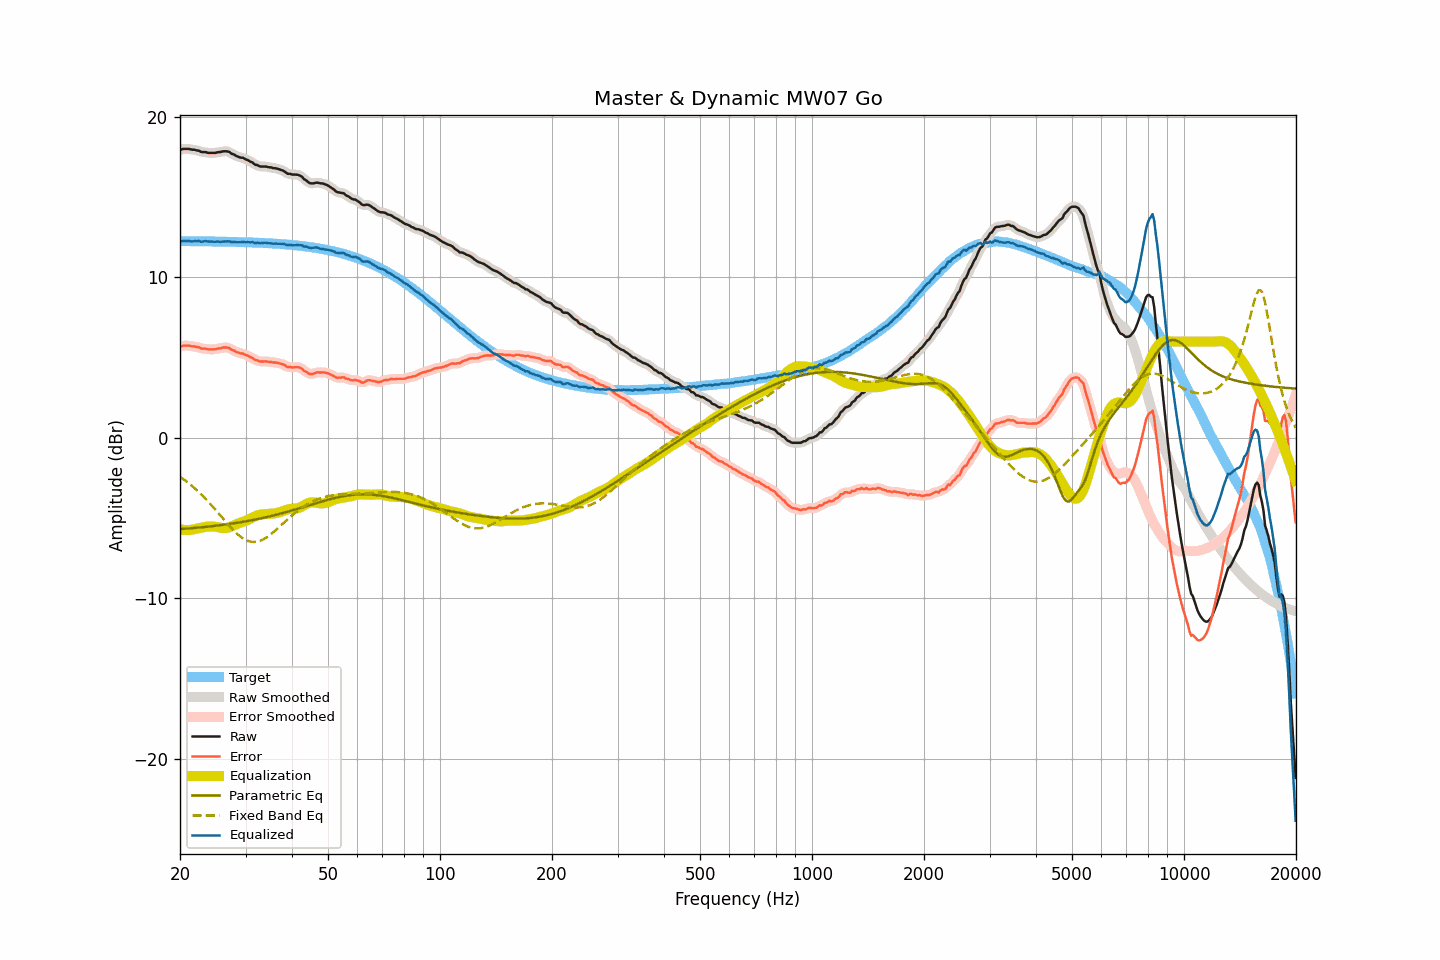 Master & Dynamic MW07 Go
20
10
0
−10
−20
Amplitude (dBr)
Target
Raw Smoothed
Error Smoothed
Raw
Error
Equalization
Parametric Eq
Fixed Band Eq
Equalized
20 50 100 200 500 1000 2000 5000 10000 20000
Frequency (Hz)